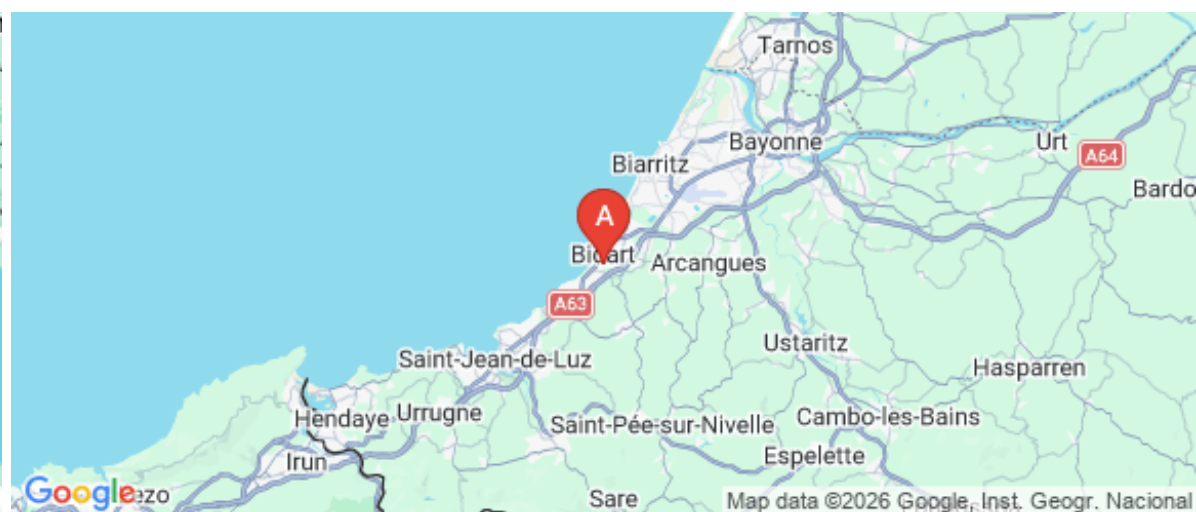 Tarnos
Bayonne
Urt
A64
Biarritz
Bardo
A
Bidart
Arcangues
A63
Ustaritz
Saint-Jean-de-Luz
Hasparren
Hendaye
Urrugne
Saint-Pée-sur-Nivelle
Cambo-les-Bains
Espelette
Irun
Google
ezo
Sare
Map data ©2026 Google, Inst. Geogr. Nacional